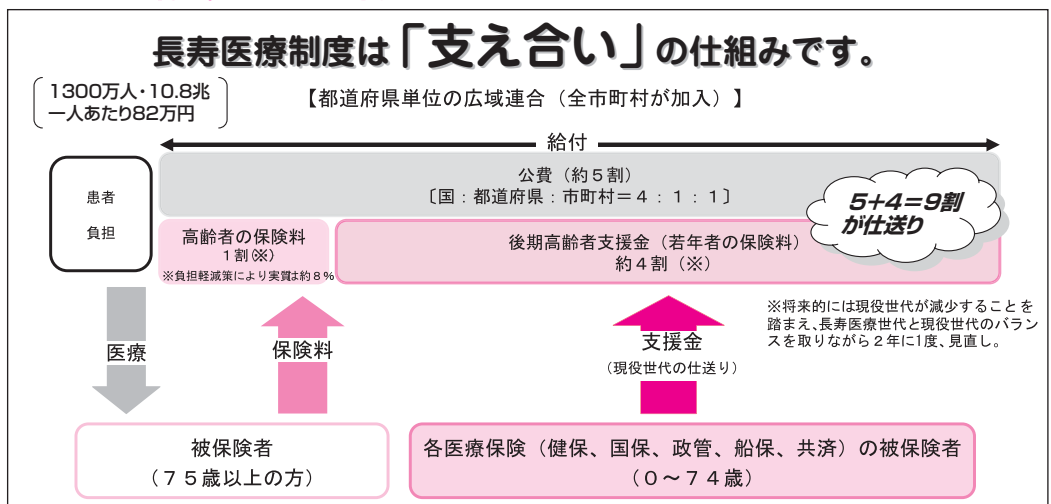 長寿医療制度は「支え合い」の仕組みです。
1300万人・10.8兆
一人あたり82万円
【都道府県単位の広域連合（全市町村が加入）】
給付
患者
負担
公費（約５割）
〔国：都道府県：市町村＝４：１：１〕
5+4=9割
が仕送り
高齢者の保険料
１割（※）
※負担軽減策により実質は約８％
後期高齢者支援金（若年者の保険料）
約４割（※）
医療
保険料
支援金
（現役世代の仕送り）
※将来的には現役世代が減少することを
踏まえ、長寿医療世代と現役世代のバラン
スを取りながら２年に1度、見直し。
被保険者
（７５歳以上の方）
各医療保険（健保、国保、政管、船保、共済）の被保険者
（０～７４歳）